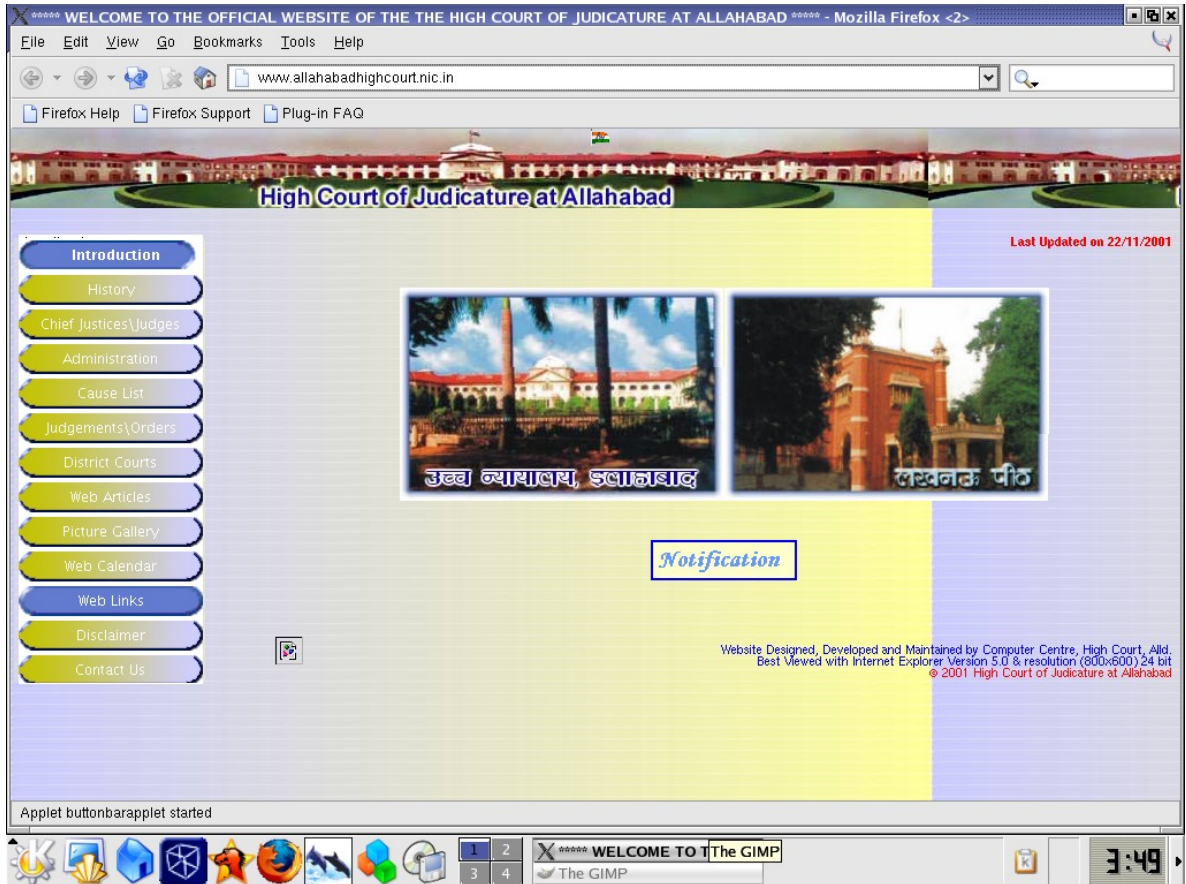 ***** WELCOME TO THE OFFICIAL WEBSITE OF THE THE HIGH COURT OF JUDICATURE AT ALLAHABAD ***** - Mozilla Firefox <2>
File Edit View Go Bookmarks Tools Help
www.allahabadhighcourt.nic.in
Firefox Help Firefox Support Plug-in FAQ
High Court of Judicature at Allahabad
Last Updated on 22/11/2001
Introduction
History
Chief Justices\Judges
Administration
Cause List
Judgements\Orders
District Courts
Web Articles
Picture Gallery
Web Calendar
Web Links
Disclaimer
Contact Us
उच्च न्यायालय, इलाहाबाद
लखनऊ पीठ
Notification
Website Designed, Developed and Maintained by Computer Centre, High Court, Alld.
Best Viewed with Internet Explorer Version 5.0 & resolution (800x600) 24 bit
© 2001 High Court of Judicature at Allahabad
Applet buttonbarapplet started
1 2
3 4
***** WELCOME TO T
The GIMP
The GIMP
3:49